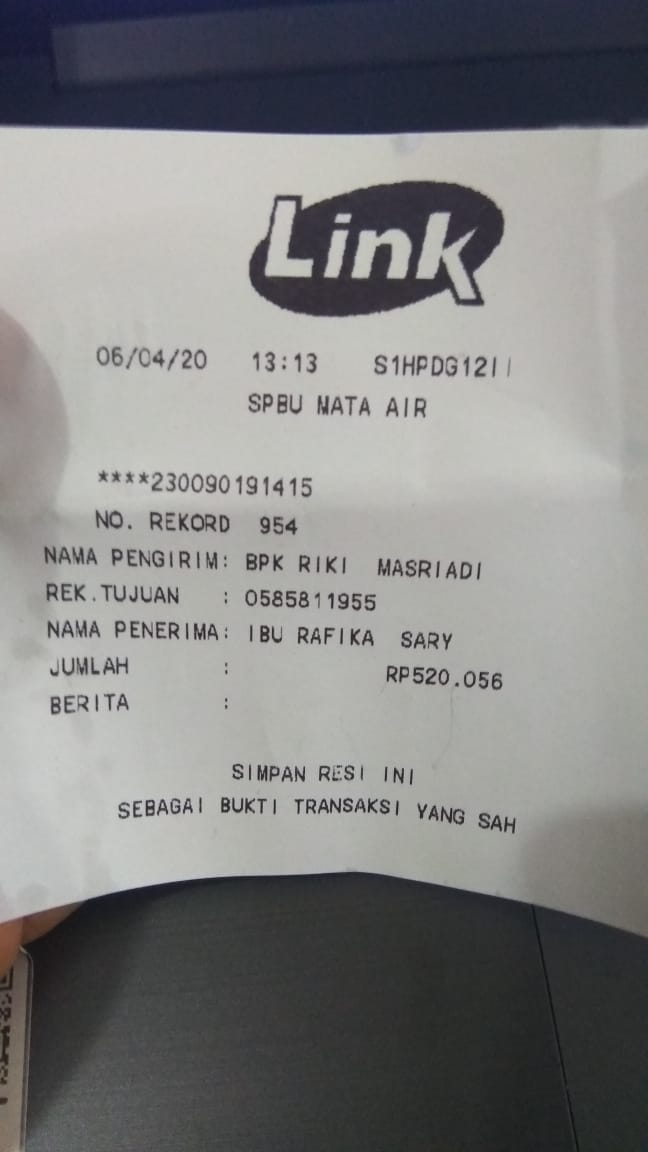 Link
06/04/20 13:13 S1HPDG12II
SPBU MATA AIR
****230090191415
NO. REKORD 954
NAMA PENGIRIM: BPK RIKI MASRIADI
REK.TUJUAN : 0585811955
NAMA PENERIMA: IBU RAFIKA SARY
JUMLAH : RP520.056
BERITA :
SIMPAN RESI INI
SEBAGAI BUKTI TRANSAKSI YANG SAH